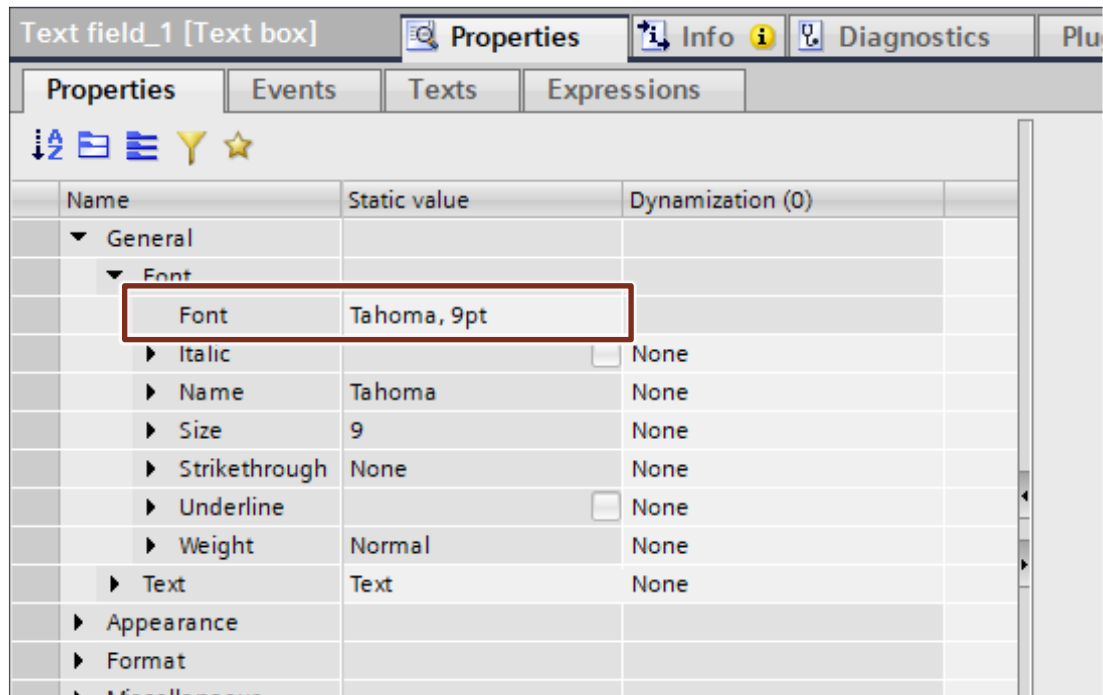 Text field_1 [Text box] Properties Info Diagnostics Plu
Properties Events Texts Expressions
Name Static value Dynamization (0)
General
Font
Font Tahoma, 9pt
Italic None
Name Tahoma None
Size 9 None
Strikethrough None None
Underline None
Weight Normal None
Text Text None
Appearance
Format
Miscellaneous